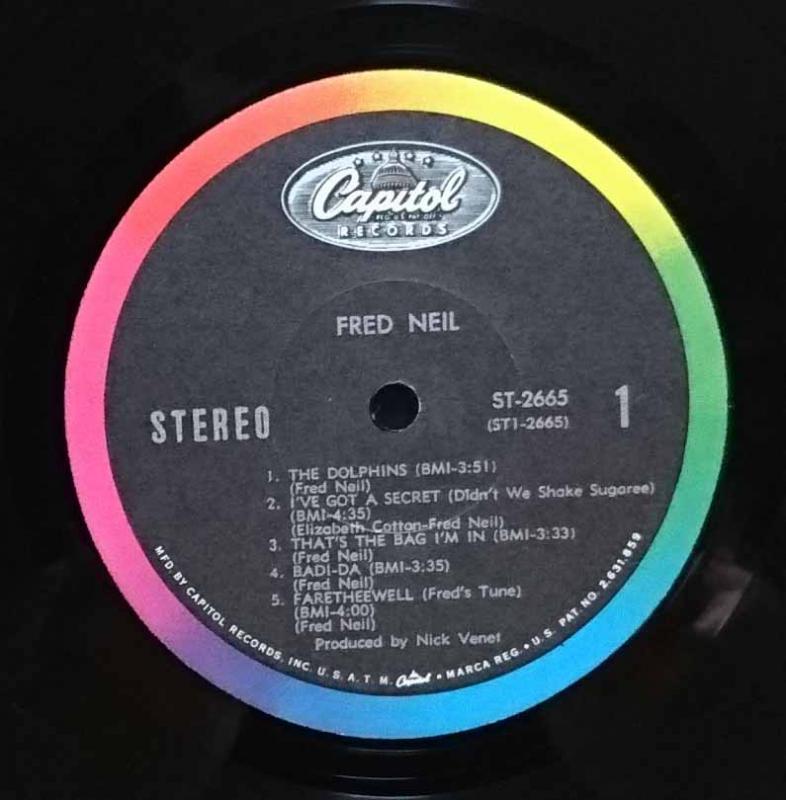 Capitol
REG. U.S. PAT. OFF.
RECORDS
FRED NEIL
STEREO
ST-2665
(ST1-2665)
1
1. THE DOLPHINS (BMI-3:51)
(Fred Neil)
2. I'VE GOT A SECRET (Didn't We Shake Sugaree)
(BMI-4:35)
(Elizabeth Cotton-Fred Neil)
3. THAT'S THE BAG I'M IN (BMI-3:33)
(Fred Neil)
4. BADI-DA (BMI-3:35)
(Fred Neil)
5. FARETHEEWELL (Fred's Tune)
(BMI-4:00)
(Fred Neil)
Produced by Nick Venet
MFD. BY CAPITOL RECORDS, INC. U. S. A. T. M. Capitol • MARCA REG. • U. S. PAT. NO. 2,631,859